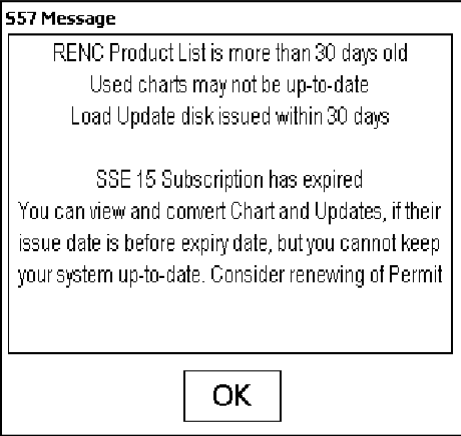 S57 Message
RENC Product List is more than 30 days old
Used charts may not be up-to-date
Load Update disk issued within 30 days
SSE 15 Subscription has expired
You can view and convert Chart and Updates, if their
issue date is before expiry date, but you cannot keep
your system up-to-date. Consider renewing of Permit
OK